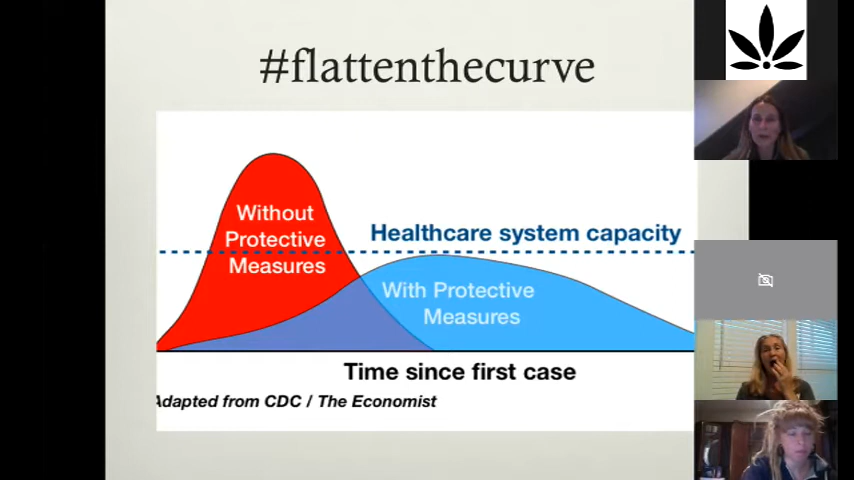 #flattenthecurve
Without
Protective
Measures
Healthcare system capacity
With Protective
Measures
Time since first case
Adapted from CDC / The Economist